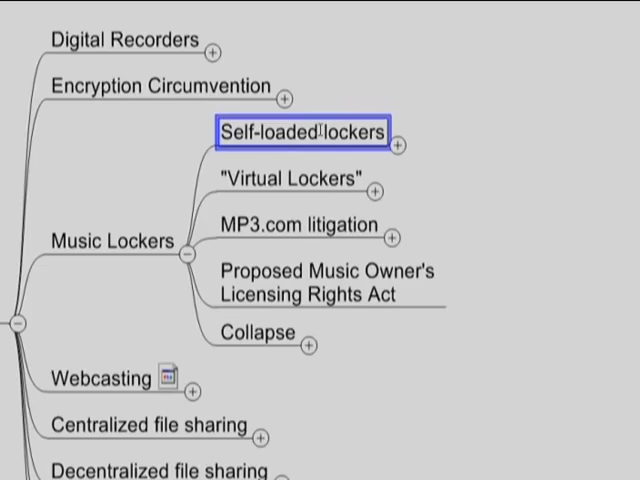 Digital Recorders
Encryption Circumvention
Self-loaded lockers
"Virtual Lockers"
MP3.com litigation
Music Lockers
Proposed Music Owner's
Licensing Rights Act
Collapse
Webcasting
Centralized file sharing
Decentralized file sharing